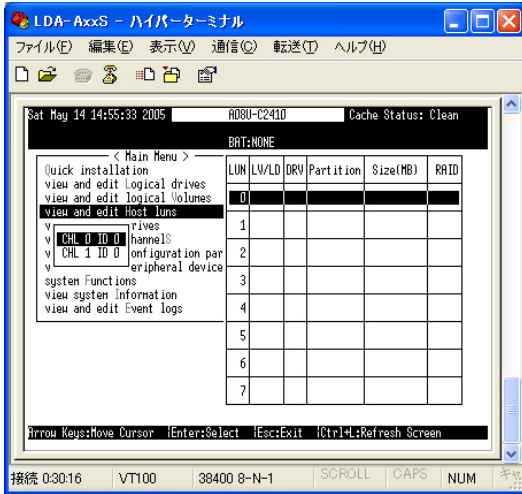 LDA-AxxS - ハイパーターミナル
ファイル(F) 編集(E) 表示(V) 通信(C) 転送(T) ヘルプ(H)
Sat May 14 14:55:33 2005 A08U-C2410 Cache Status: Clean
BAT:NONE
< Main Menu >
Quick installation
view and edit Logical drives
view and edit logical Volumes
view and edit Host luns
v rives
v CHL 0 ID 0 hannelS
v CHL 1 ID 0 onfiguration par
v eripheral device
system Functions
view system Information
view and edit Event logs
LUN LV/LD DRV Partition Size(MB) RAID
0
1
2
3
4
5
6
7
Arrow Keys:Move Cursor |Enter:Select |Esc:Exit |Ctrl+L:Refresh Screen
接続 0:30:16 VT100 38400 8-N-1 SCROLL CAPS NUM キャ